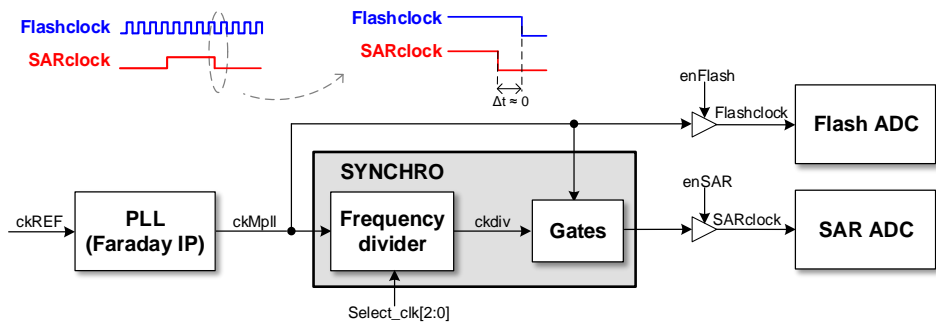 Flashclock
SARclock
Flashclock
SARclock
Δt ≈ 0
enFlash
Flashclock
Flash ADC
SYNCHRO
enSAR
ckREF
PLL
(Faraday IP)
ckMpll
Frequency
divider
ckdiv
Gates
SARclock
SAR ADC
Select_clk[2:0]